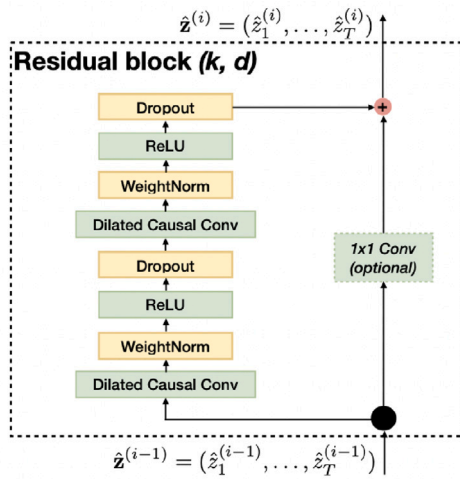 ẑ^(i) = (ẑ_1^(i), . . . , ẑ_T^(i))
Residual block (k, d)
Dropout
+
ReLU
WeightNorm
Dilated Causal Conv
1x1 Conv
(optional)
Dropout
ReLU
WeightNorm
Dilated Causal Conv
ẑ^(i−1) = (ẑ_1^(i−1), . . . , ẑ_T^(i−1))